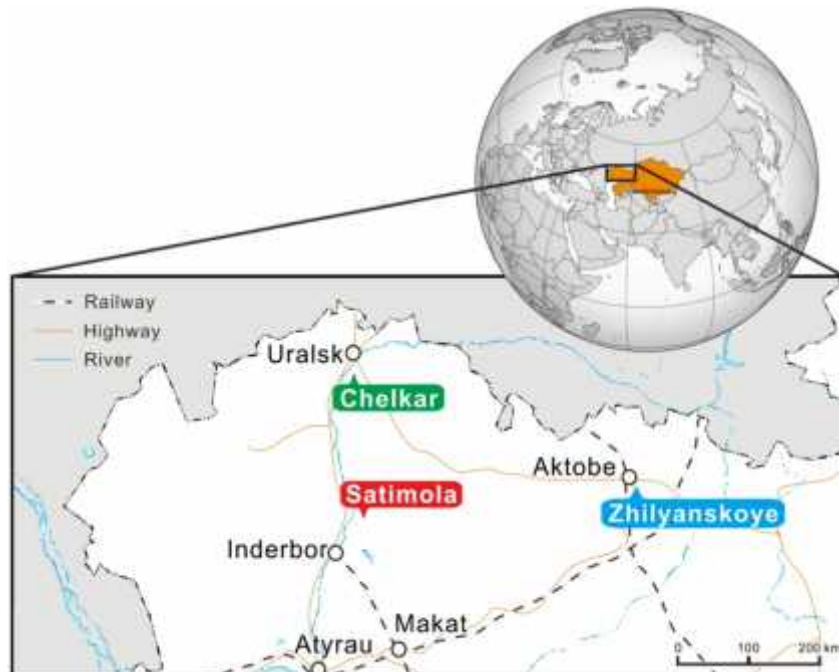 Railway
Highway
River
Uralsk
Chelkar
Aktobe
Satimola
Zhilyanskoye
Inderbor
Makat
Atyrau
0 100 200 km